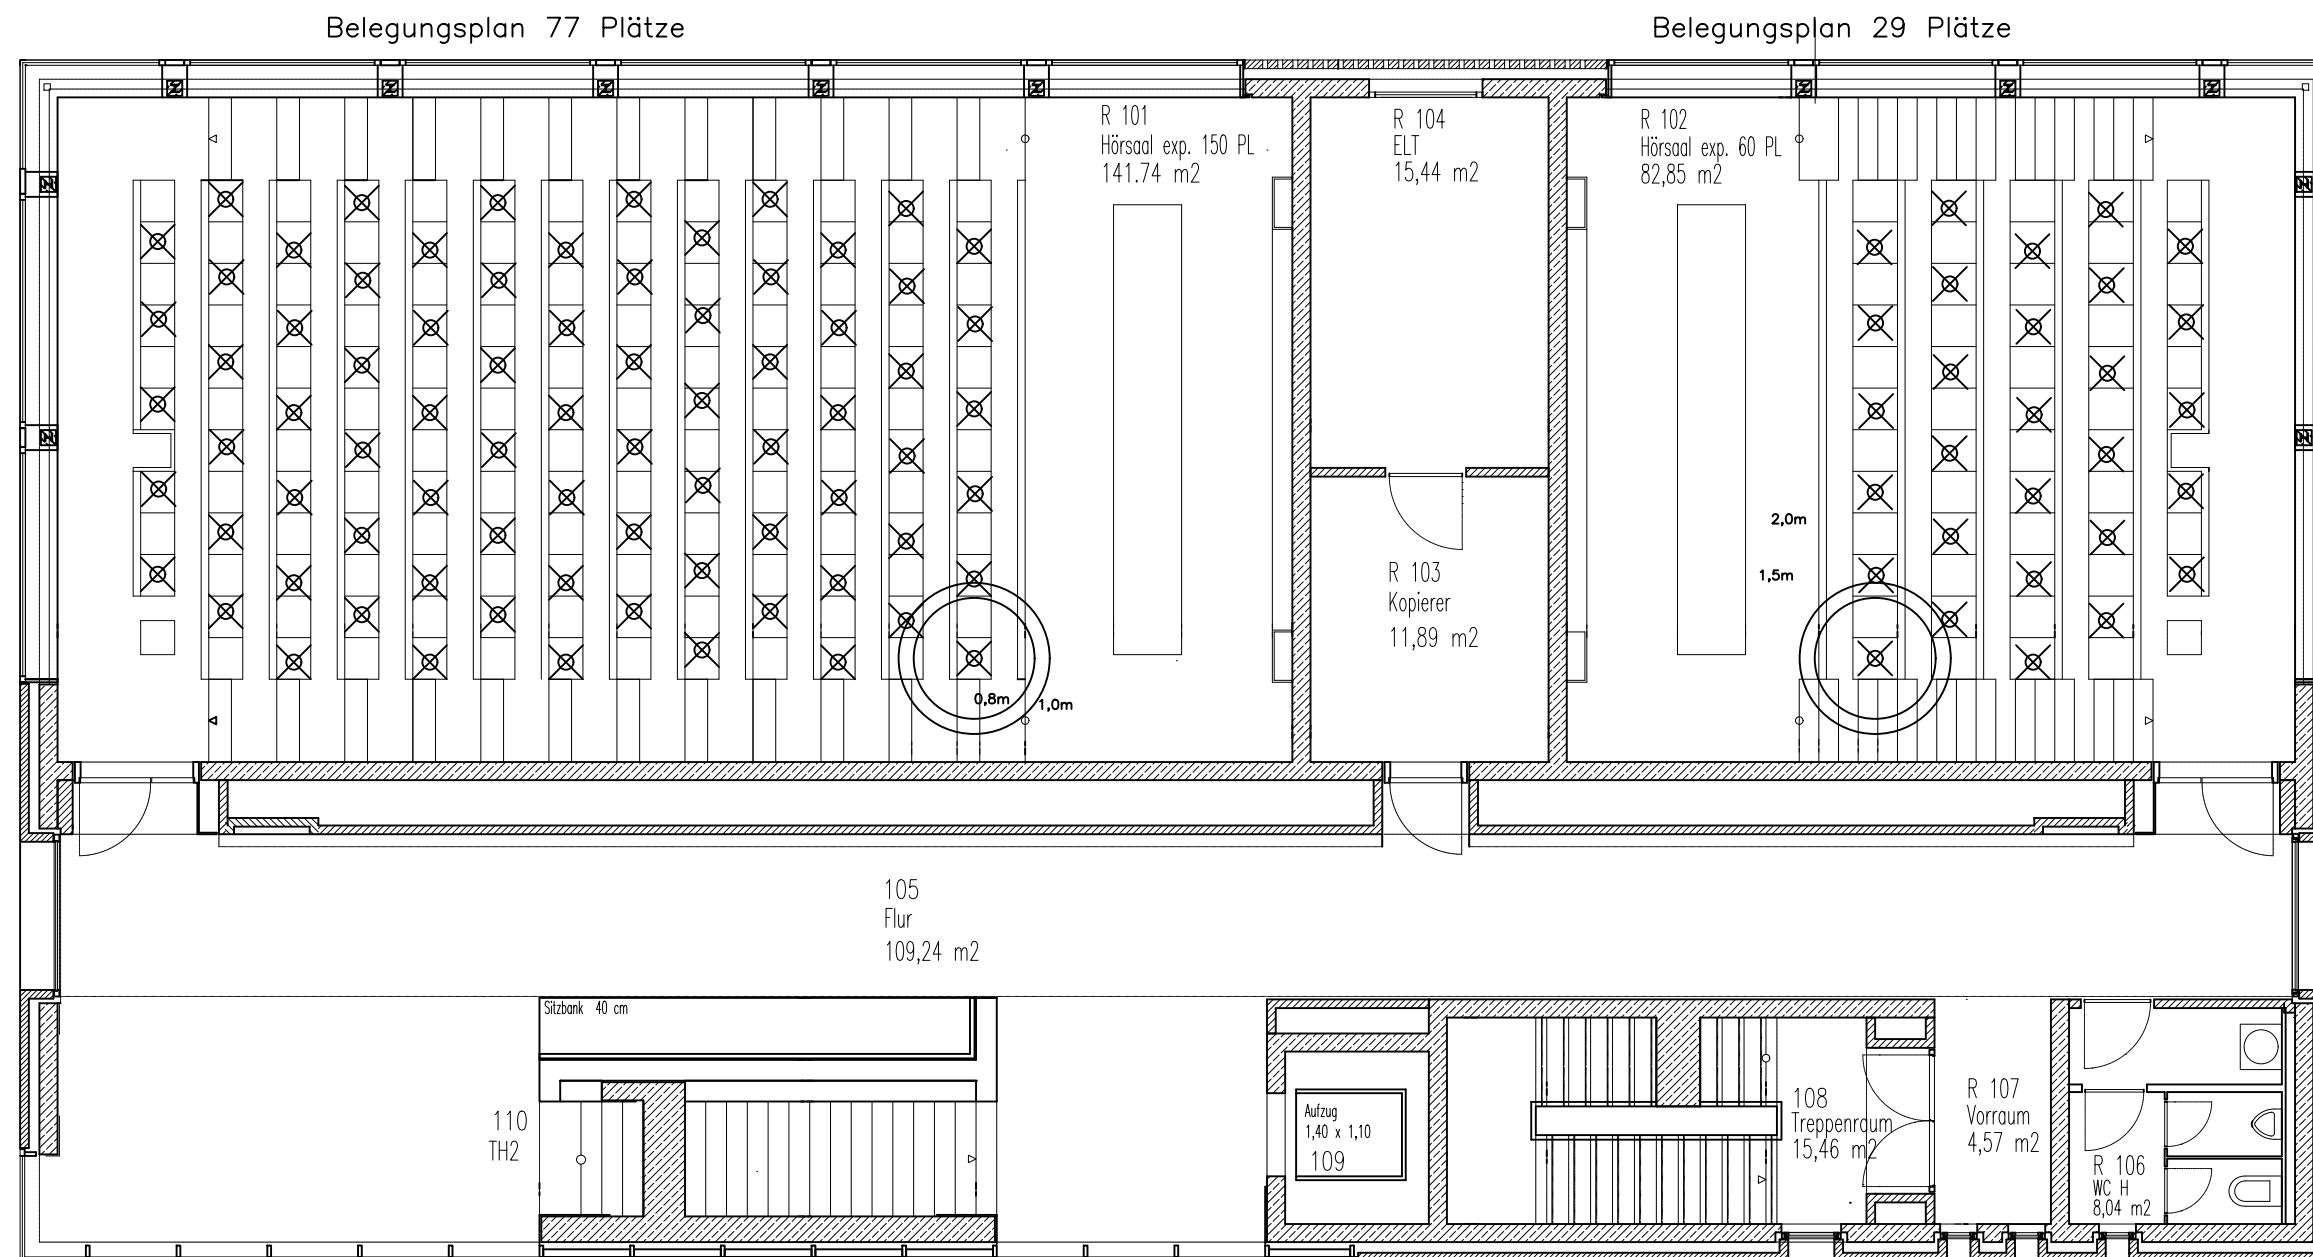 Belegungsplan 77 Plätze
Belegungsplan 29 Plätze
R 101
Hörsaal exp. 150 PL
141.74 m2
R 104
ELT
15,44 m2
R 102
Hörsaal exp. 60 PL
82,85 m2
2,0m
1,5m
R 103
Kopierer
11,89 m2
0,8m
1,0m
105
Flur
109,24 m2
Sitzbank 40 cm
110
TH2
Aufzug
1,40 x 1,10
109
108
Treppenraum
15,46 m2
R 107
Vorraum
4,57 m2
R 106
WC H
8,04 m2